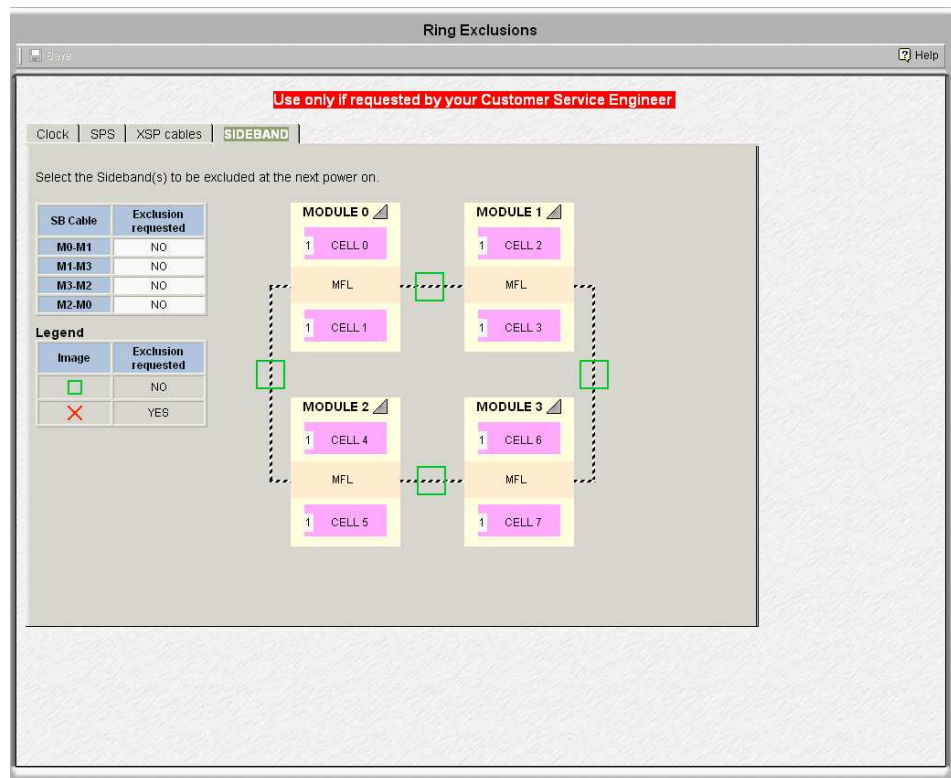 Ring Exclusions
Save
Help
Use only if requested by your Customer Service Engineer
Clock
SPS
XSP cables
SIDEBAND
Select the Sideband(s) to be excluded at the next power on.
SB Cable Exclusion requested
M0-M1 NO
M1-M3 NO
M3-M2 NO
M2-M0 NO
Legend
Image Exclusion requested
NO
YES
MODULE 0
1 CELL 0
MFL
1 CELL 1
MODULE 1
1 CELL 2
MFL
1 CELL 3
MODULE 2
1 CELL 4
MFL
1 CELL 5
MODULE 3
1 CELL 6
MFL
1 CELL 7